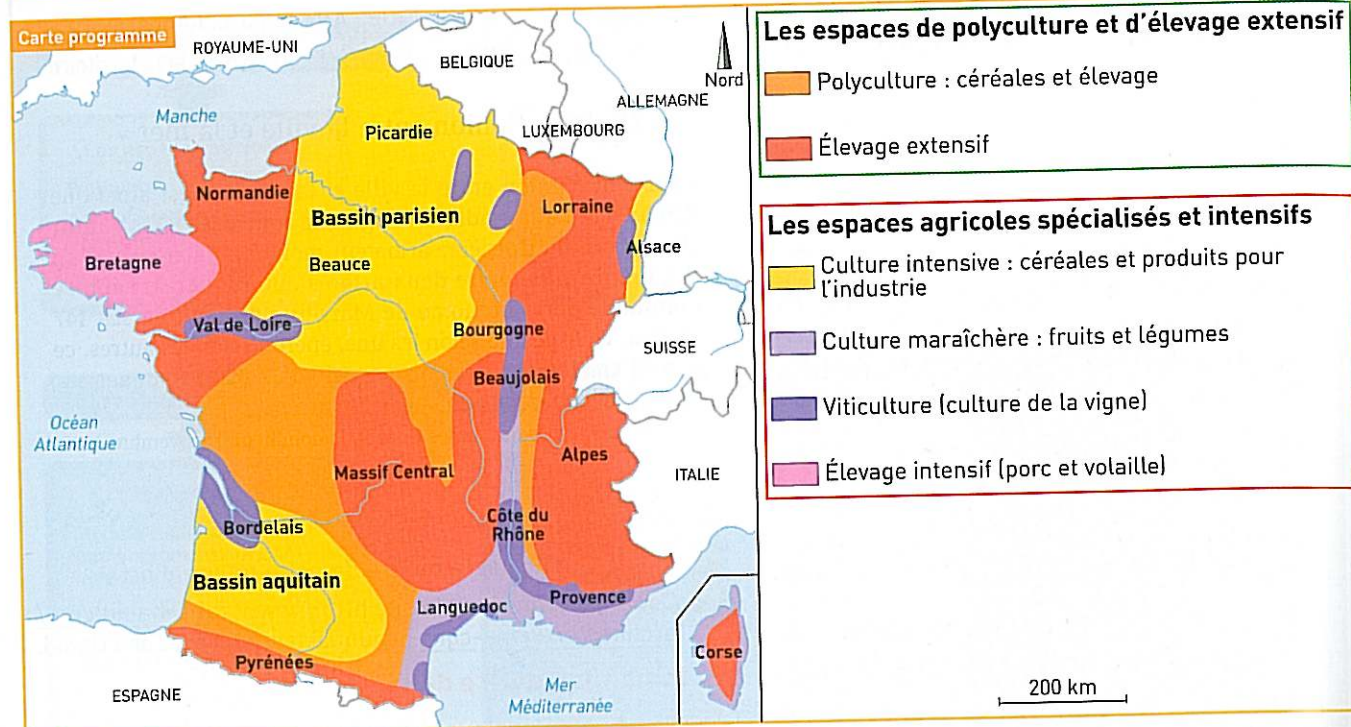 Carte programme
ROYAUME-UNI
BELGIQUE
Nord
ALLEMAGNE
LUXEMBOURG
Manche
Picardie
Normandie
Lorraine
Bassin parisien
Alsace
Bretagne
Beauce
Val de Loire
Bourgogne
SUISSE
Beaujolais
Océan
Atlantique
Massif Central
Alpes
ITALIE
Bordelais
Côte du
Rhône
Bassin aquitain
Languedoc
Provence
Pyrénées
Corse
ESPAGNE
Mer
Méditerranée
Les espaces de polyculture et d'élevage extensif
Polyculture : céréales et élevage
Élevage extensif
Les espaces agricoles spécialisés et intensifs
Culture intensive : céréales et produits pour
l'industrie
Culture maraîchère : fruits et légumes
Viticulture (culture de la vigne)
Élevage intensif (porc et volaille)
200 km